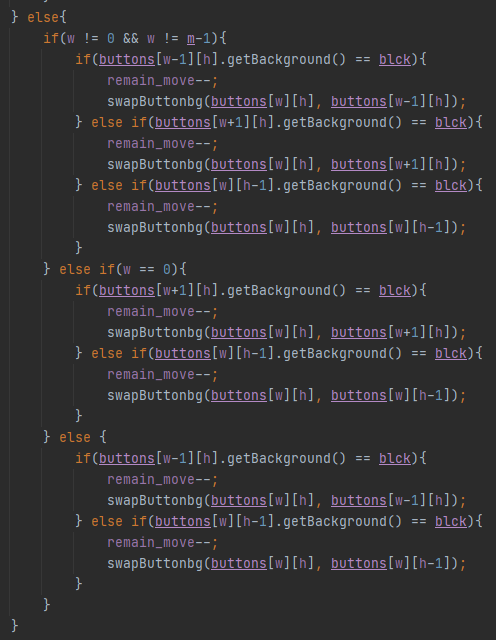 } else{
    if(w != 0 && w != m-1){
        if(buttons[w-1][h].getBackground() == blck){
            remain_move--;
            swapButtonbg(buttons[w][h], buttons[w-1][h]);
        } else if(buttons[w+1][h].getBackground() == blck){
            remain_move--;
            swapButtonbg(buttons[w][h], buttons[w+1][h]);
        } else if(buttons[w][h-1].getBackground() == blck){
            remain_move--;
            swapButtonbg(buttons[w][h], buttons[w][h-1]);
        }
    } else if(w == 0){
        if(buttons[w+1][h].getBackground() == blck){
            remain_move--;
            swapButtonbg(buttons[w][h], buttons[w+1][h]);
        } else if(buttons[w][h-1].getBackground() == blck){
            remain_move--;
            swapButtonbg(buttons[w][h], buttons[w][h-1]);
        }
    } else {
        if(buttons[w-1][h].getBackground() == blck){
            remain_move--;
            swapButtonbg(buttons[w][h], buttons[w-1][h]);
        } else if(buttons[w][h-1].getBackground() == blck){
            remain_move--;
            swapButtonbg(buttons[w][h], buttons[w][h-1]);
        }
    }
}